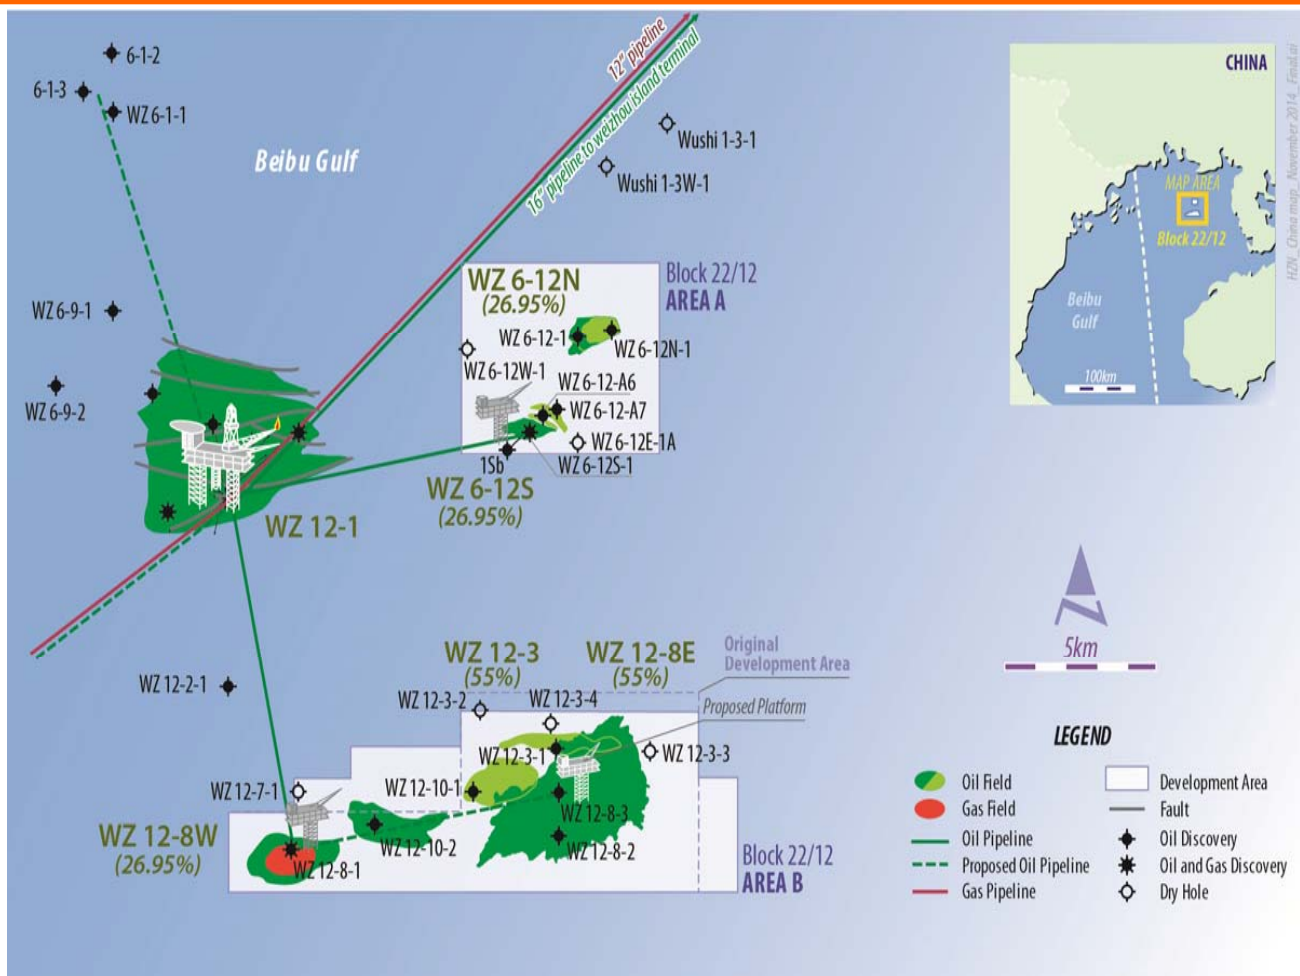 6-1-2
6-1-3
WZ 6-1-1
Beibu Gulf
12" pipeline
16" pipeline to weizhou island terminal
Wushi 1-3-1
Wushi 1-3W-1
CHINA
MAP AREA
Block 22/12
Beibu
Gulf
100km
HZN_China map_ November 2014_ Final.ai
WZ 6-12N
(26.95%)
Block 22/12
AREA A
WZ 6-9-1
WZ 6-12-1
WZ 6-12N-1
WZ 6-12W-1
WZ 6-12-A6
WZ 6-9-2
WZ 6-12-A7
WZ 6-12E-1A
1Sb
WZ 6-12S-1
WZ 6-12S
(26.95%)
WZ 12-1
5km
WZ 12-3
(55%)
WZ 12-8E
(55%)
Original
Development Area
WZ 12-2-1
WZ 12-3-2
WZ 12-3-4
Proposed Platform
WZ 12-3-1
WZ 12-3-3
WZ 12-7-1
WZ 12-10-1
WZ 12-8-3
WZ 12-8W
(26.95%)
WZ 12-10-2
WZ 12-8-2
WZ 12-8-1
Block 22/12
AREA B
LEGEND
Oil Field
Gas Field
Oil Pipeline
Proposed Oil Pipeline
Gas Pipeline
Development Area
Fault
Oil Discovery
Oil and Gas Discovery
Dry Hole